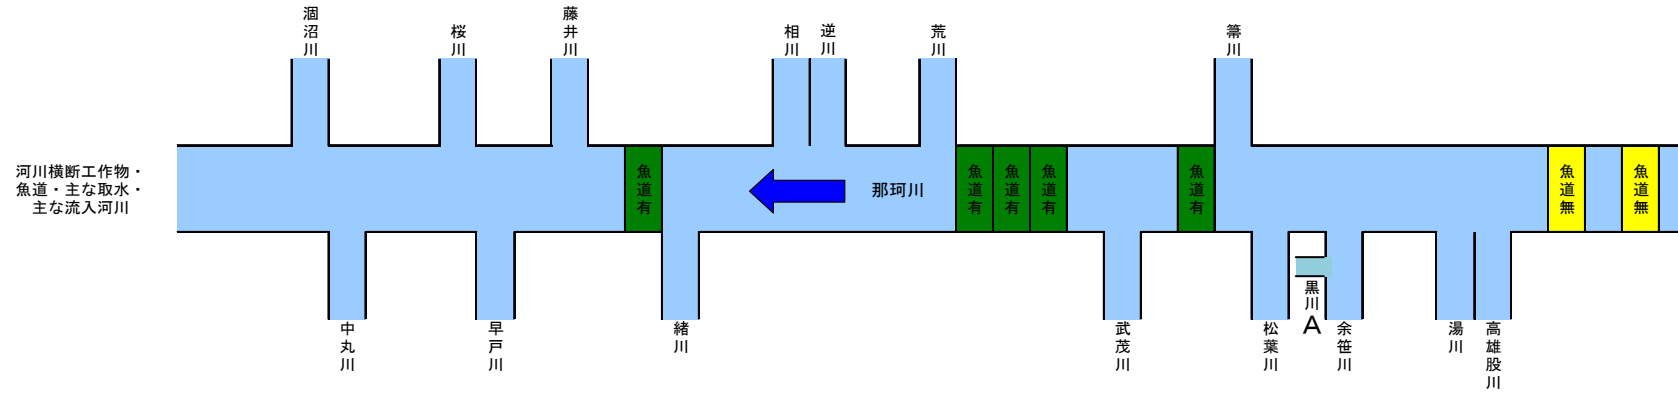 涸沼川
桜川
藤井川
相川
逆川
荒川
箒川
河川横断工作物・
魚道・主な取水・
主な流入河川
魚道有
那珂川
魚道有
魚道有
魚道有
魚道有
魚道無
魚道無
中丸川
早戸川
緒川
武茂川
松葉川
黒川
A
余笹川
湯川
高雄股川